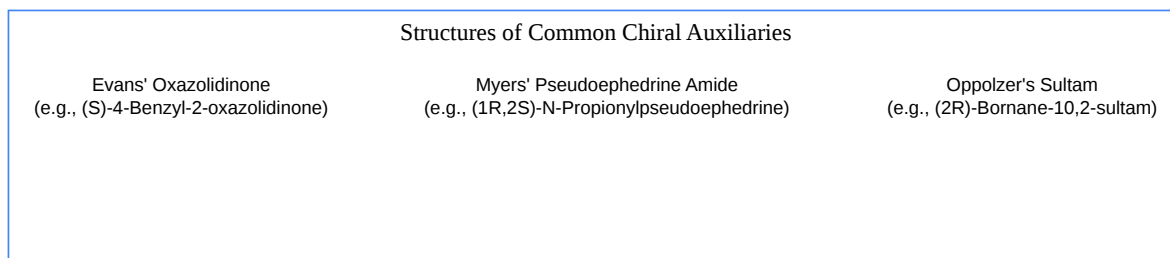 Structures of Common Chiral Auxiliaries
Evans' Oxazolidinone
(e.g., (S)-4-Benzyl-2-oxazolidinone)
Myers' Pseudoephedrine Amide
(e.g., (1R,2S)-N-Propionylpseudoephedrine)
Oppolzer's Sultam
(e.g., (2R)-Bornane-10,2-sultam)